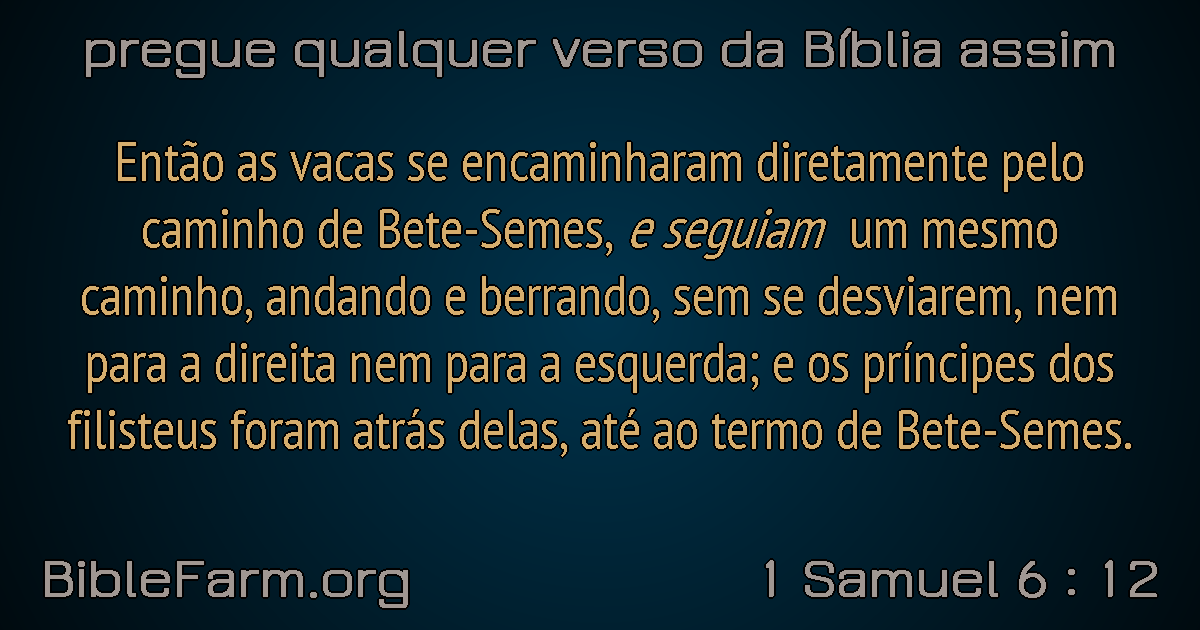 pregue qualquer verso da Bíblia assim
Então as vacas se encaminharam diretamente pelo
caminho de Bete-Semes, e seguiam um mesmo
caminho, andando e berrando, sem se desviarem, nem
para a direita nem para a esquerda; e os príncipes dos
filisteus foram atrás delas, até ao termo de Bete-Semes.
BibleFarm.org
1 Samuel 6 : 12